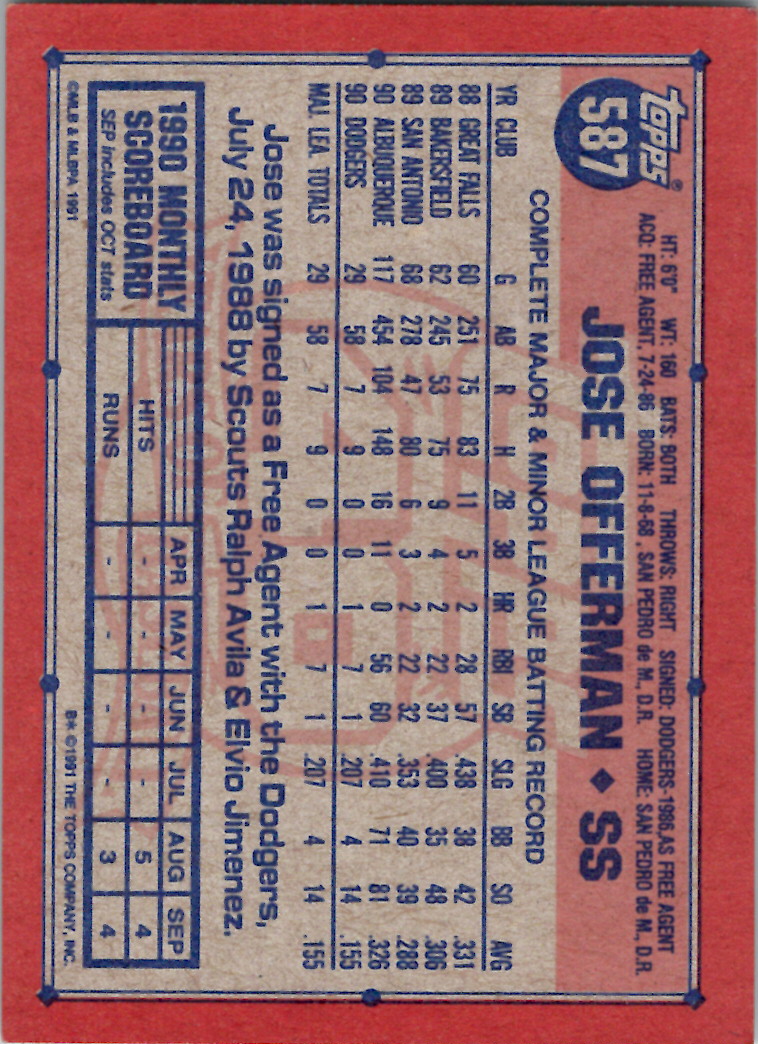 topps®
587
HT: 6'0" WT: 160 BATS: BOTH THROWS: RIGHT SIGNED: DODGERS-1986, AS FREE AGENT
ACQ: FREE AGENT, 7-24-86 BORN: 11-8-68, SAN PEDRO de M., D.R. HOME: SAN PEDRO de M., D.R.
JOSE OFFERMAN ◆ SS
COMPLETE MAJOR & MINOR LEAGUE BATTING RECORD
YR CLUB G AB R H 2B 3B HR RBI SB SLG BB SO AVG
88 GREAT FALLS 60 251 75 83 11 5 2 28 57 .438 38 42 .331
89 BAKERSFIELD 62 245 53 75 9 4 2 22 37 .400 35 48 .306
89 SAN ANTONIO 68 278 47 80 6 3 2 22 32 .353 40 39 .288
90 ALBUQUERQUE 117 454 104 148 16 11 0 56 60 .410 71 81 .326
90 DODGERS 29 58 7 9 0 0 1 7 1 .207 4 14 .155
MAJ. LEA. TOTALS 29 58 7 9 0 0 1 7 1 .207 4 14 .155
Jose was signed as a Free Agent with the Dodgers,
July 24, 1988 by Scouts Ralph Avila & Elvio Jimenez.
1990 MONTHLY
SCOREBOARD
SEP includes OCT stats
APR MAY JUN JUL AUG SEP
HITS - - - - 5 4
RUNS - - - - 3 4
©MLB & MLBPA 1991
B* ©1991 THE TOPPS COMPANY, INC.